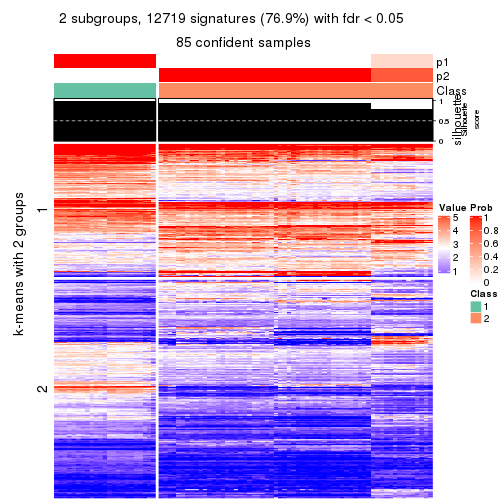 2 subgroups, 12719 signatures (76.9%) with fdr < 0.05
85 confident samples
p1
p2
Class
1
0.5
0
silhouette
Silhouette
score
k-means with 2 groups
1
2
Value
5
4
3
2
1
Prob
1
0.8
0.6
0.4
0.2
0
Class
1
2